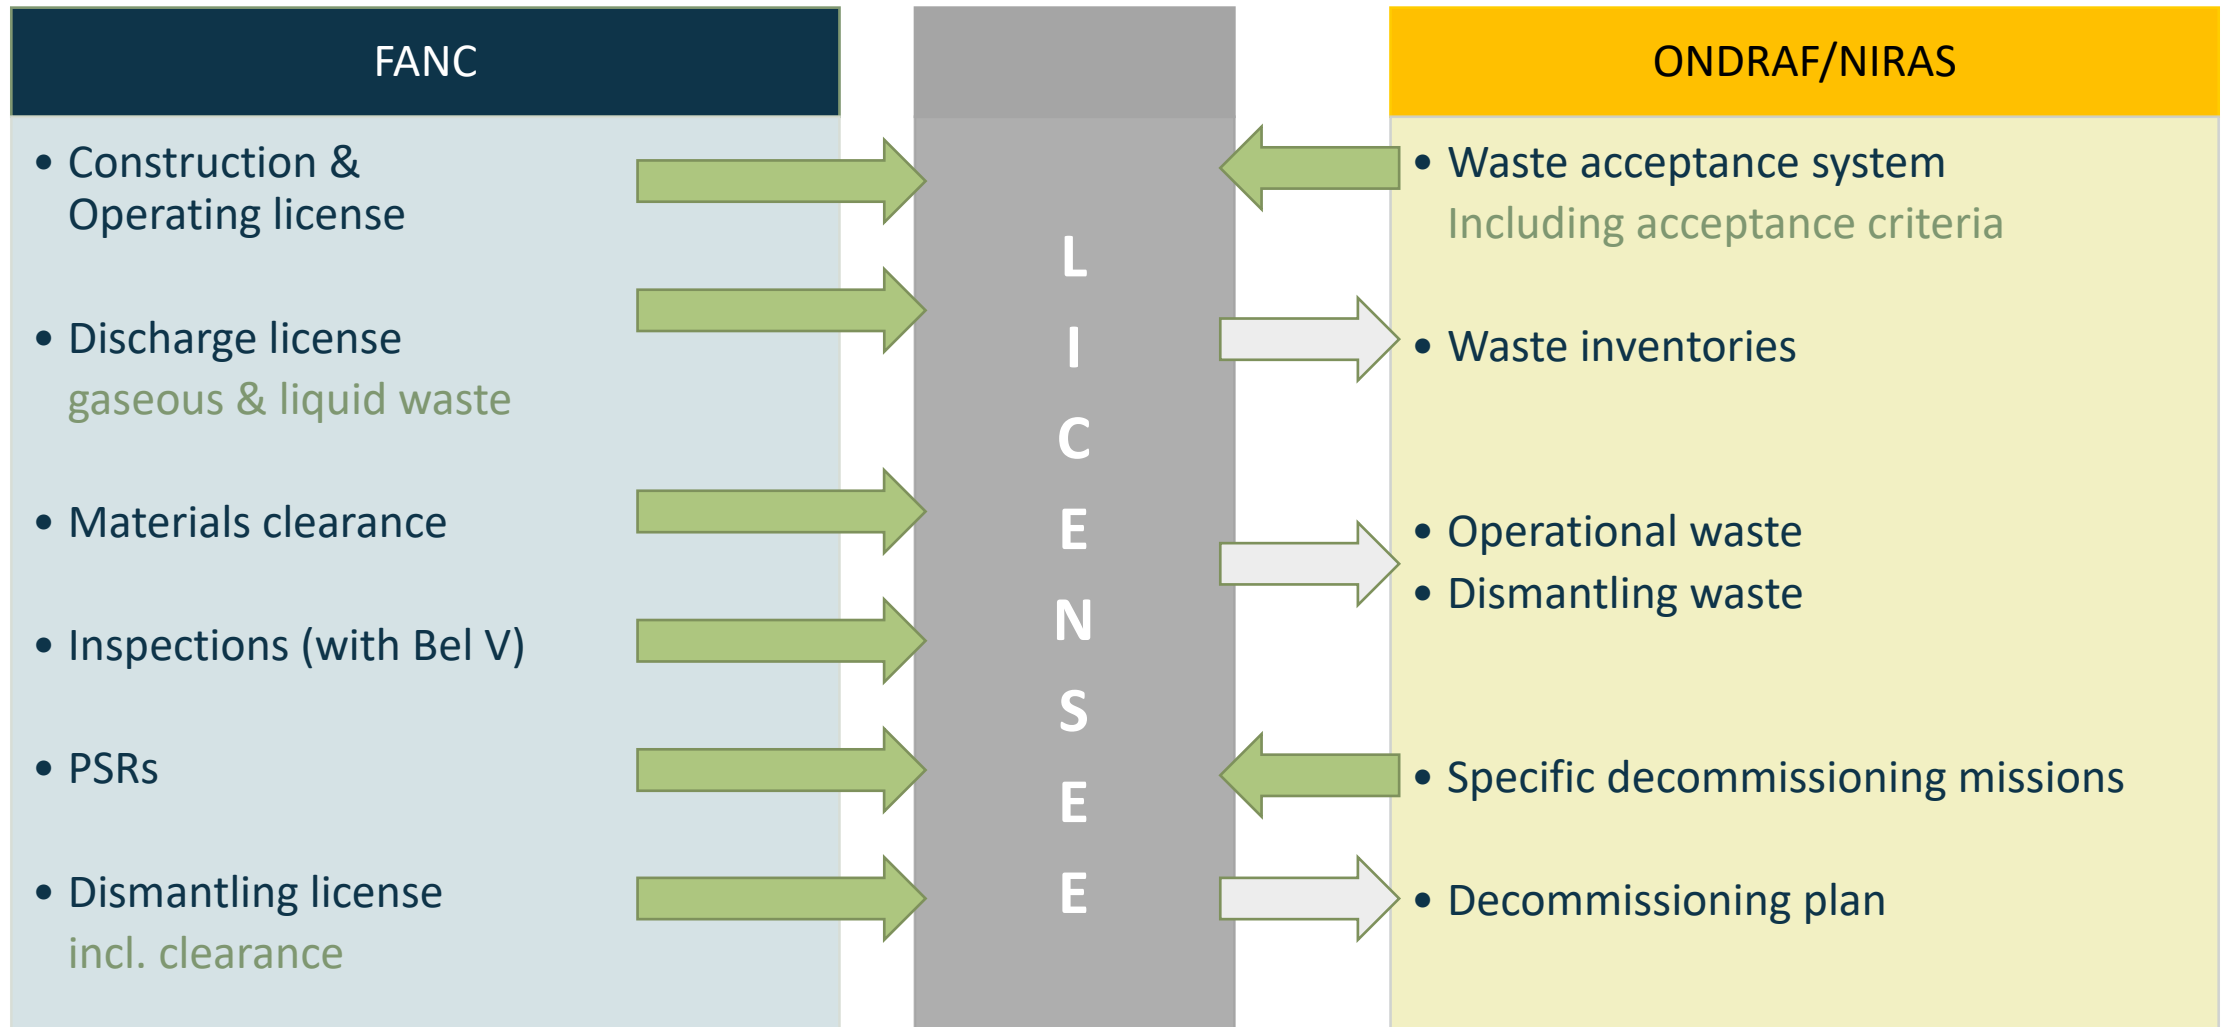 FANC
• Construction &
Operating license
• Discharge license
gaseous & liquid waste
• Materials clearance
• Inspections (with Bel V)
• PSRs
• Dismantling license
incl. clearance
L
I
C
E
N
S
E
E
ONDRAF/NIRAS
• Waste acceptance system
Including acceptance criteria
• Waste inventories
• Operational waste
• Dismantling waste
• Specific decommissioning missions
• Decommissioning plan